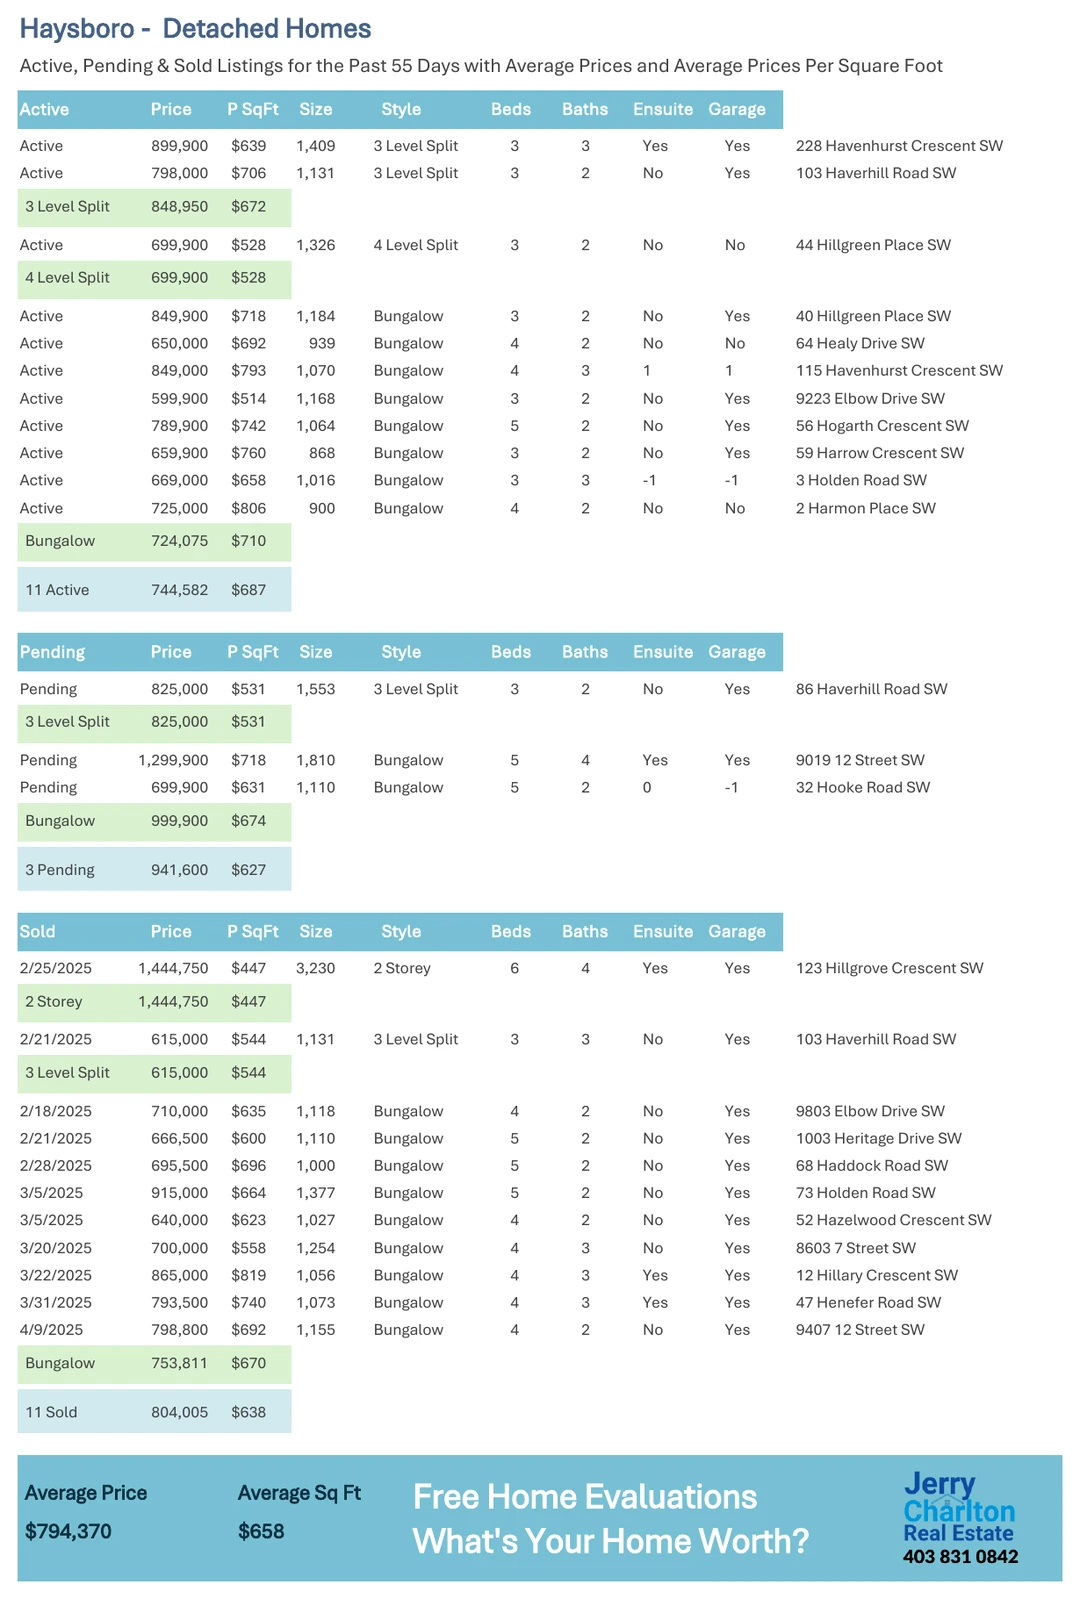 Haysboro - Detached Homes
Active, Pending & Sold Listings for the Past 55 Days with Average Prices and Average Prices Per Square Foot
Active Price P SqFt Size Style Beds Baths Ensuite Garage
Active 899,900 $639 1,409 3 Level Split 3 3 Yes Yes 228 Havenhurst Crescent SW
Active 798,000 $706 1,131 3 Level Split 3 2 No Yes 103 Haverhill Road SW
3 Level Split 848,950 $672
Active 699,900 $528 1,326 4 Level Split 3 2 No No 44 Hillgreen Place SW
4 Level Split 699,900 $528
Active 849,900 $718 1,184 Bungalow 3 2 No Yes 40 Hillgreen Place SW
Active 650,000 $692 939 Bungalow 4 2 No No 64 Healy Drive SW
Active 849,000 $793 1,070 Bungalow 4 3 1 1 115 Havenhurst Crescent SW
Active 599,900 $514 1,168 Bungalow 3 2 No Yes 9223 Elbow Drive SW
Active 789,900 $742 1,064 Bungalow 5 2 No Yes 56 Hogarth Crescent SW
Active 659,900 $760 868 Bungalow 3 2 No Yes 59 Harrow Crescent SW
Active 669,000 $658 1,016 Bungalow 3 3 -1 -1 3 Holden Road SW
Active 725,000 $806 900 Bungalow 4 2 No No 2 Harmon Place SW
Bungalow 724,075 $710
11 Active 744,582 $687
Pending Price P SqFt Size Style Beds Baths Ensuite Garage
Pending 825,000 $531 1,553 3 Level Split 3 2 No Yes 86 Haverhill Road SW
3 Level Split 825,000 $531
Pending 1,299,900 $718 1,810 Bungalow 5 4 Yes Yes 9019 12 Street SW
Pending 699,900 $631 1,110 Bungalow 5 2 0 -1 32 Hooke Road SW
Bungalow 999,900 $674
3 Pending 941,600 $627
Sold Price P SqFt Size Style Beds Baths Ensuite Garage
2/25/2025 1,444,750 $447 3,230 2 Storey 6 4 Yes Yes 123 Hillgrove Crescent SW
2 Storey 1,444,750 $447
2/21/2025 615,000 $544 1,131 3 Level Split 3 3 No Yes 103 Haverhill Road SW
3 Level Split 615,000 $544
2/18/2025 710,000 $635 1,118 Bungalow 4 2 No Yes 9803 Elbow Drive SW
2/21/2025 666,500 $600 1,110 Bungalow 5 2 No Yes 1003 Heritage Drive SW
2/28/2025 695,500 $696 1,000 Bungalow 5 2 No Yes 68 Haddock Road SW
3/5/2025 915,000 $664 1,377 Bungalow 5 2 No Yes 73 Holden Road SW
3/5/2025 640,000 $623 1,027 Bungalow 4 2 No Yes 52 Hazelwood Crescent SW
3/20/2025 700,000 $558 1,254 Bungalow 4 3 No Yes 8603 7 Street SW
3/22/2025 865,000 $819 1,056 Bungalow 4 3 Yes Yes 12 Hillary Crescent SW
3/31/2025 793,500 $740 1,073 Bungalow 4 3 Yes Yes 47 Henefer Road SW
4/9/2025 798,800 $692 1,155 Bungalow 4 2 No Yes 9407 12 Street SW
Bungalow 753,811 $670
11 Sold 804,005 $638
Average Price Average Sq Ft
$794,370 $658
Free Home Evaluations
What's Your Home Worth?
Jerry
Charlton
Real Estate
403 831 0842